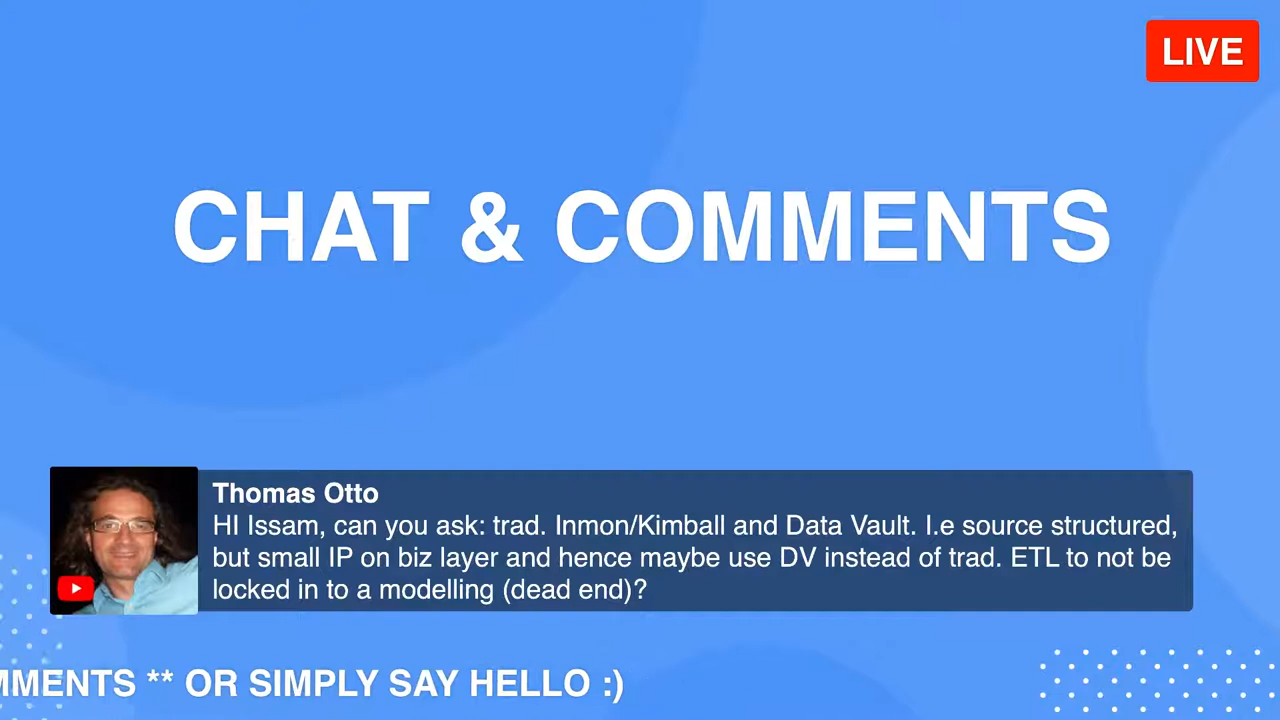 LIVE
CHAT & COMMENTS
Thomas Otto
HI Issam, can you ask: trad. Inmon/Kimball and Data Vault. I.e source structured,
but small IP on biz layer and hence maybe use DV instead of trad. ETL to not be
locked in to a modelling (dead end)?
MMENTS ** OR SIMPLY SAY HELLO :)